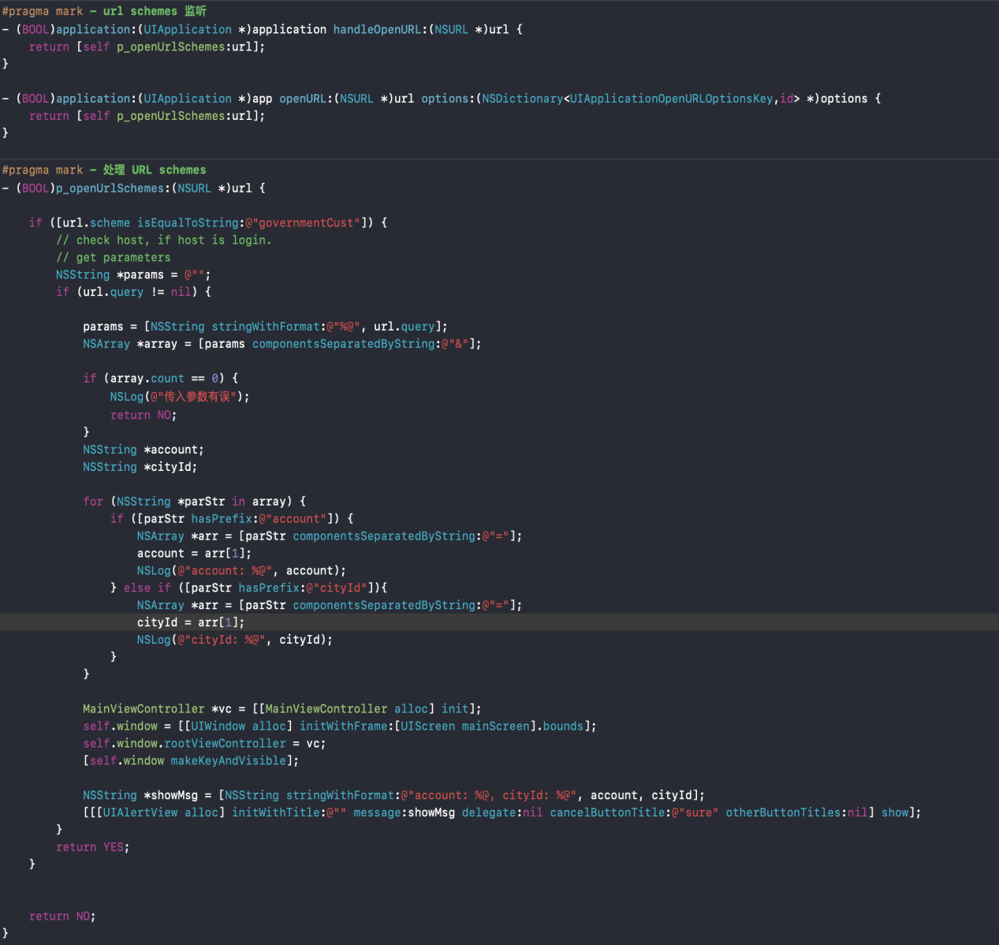 #pragma mark - url schemes 监听
- (BOOL)application:(UIApplication *)application handleOpenURL:(NSURL *)url {
    return [self p_openUrlSchemes:url];
}
- (BOOL)application:(UIApplication *)app openURL:(NSURL *)url options:(NSDictionary<UIApplicationOpenURLOptionsKey,id> *)options {
    return [self p_openUrlSchemes:url];
}
#pragma mark - 处理 URL schemes
- (BOOL)p_openUrlSchemes:(NSURL *)url {
    if ([url.scheme isEqualToString:@"governmentCust"]) {
        // check host, if host is login.
        // get parameters
        NSString *params = @"";
        if (url.query != nil) {
            params = [NSString stringWithFormat:@"%@", url.query];
            NSArray *array = [params componentsSeparatedByString:@"&"];
            if (array.count == 0) {
                NSLog(@"传入参数有误");
                return NO;
            }
            NSString *account;
            NSString *cityId;
            for (NSString *parStr in array) {
                if ([parStr hasPrefix:@"account"]) {
                    NSArray *arr = [parStr componentsSeparatedByString:@"="];
                    account = arr[1];
                    NSLog(@"account: %@", account);
                } else if ([parStr hasPrefix:@"cityId"]){
                    NSArray *arr = [parStr componentsSeparatedByString:@"="];
                    cityId = arr[1];
                    NSLog(@"cityId: %@", cityId);
                }
            }
            MainViewController *vc = [[MainViewController alloc] init];
            self.window = [[UIWindow alloc] initWithFrame:[UIScreen mainScreen].bounds];
            self.window.rootViewController = vc;
            [self.window makeKeyAndVisible];
            NSString *showMsg = [NSString stringWithFormat:@"account: %@, cityId: %@", account, cityId];
            [[[UIAlertView alloc] initWithTitle:@"" message:showMsg delegate:nil cancelButtonTitle:@"sure" otherButtonTitles:nil] show];
        }
        return YES;
    }
    return NO;
}